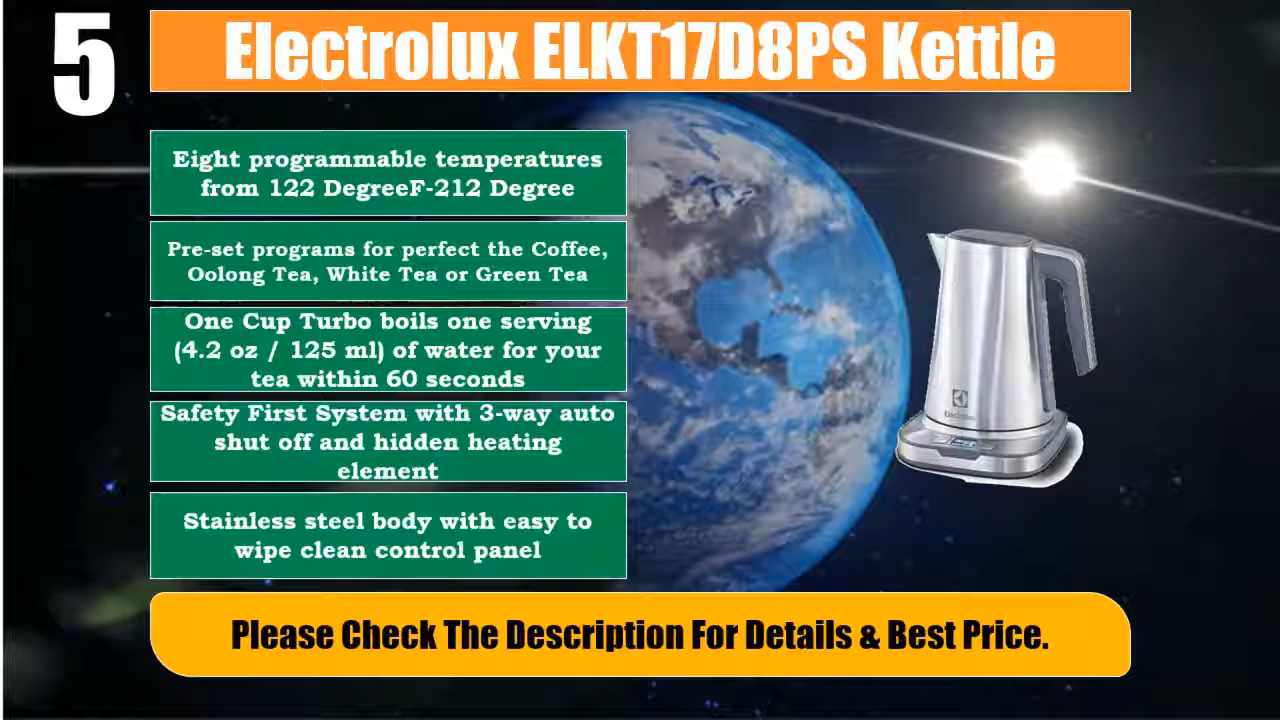 5
Electrolux ELKT17D8PS Kettle
Eight programmable temperatures
from 122 DegreeF-212 Degree
Pre-set programs for perfect the Coffee,
Oolong Tea, White Tea or Green Tea
One Cup Turbo boils one serving
(4.2 oz / 125 ml) of water for your
tea within 60 seconds
Safety First System with 3-way auto
shut off and hidden heating
element
Stainless steel body with easy to
wipe clean control panel
Electrolux
Please Check The Description For Details & Best Price.